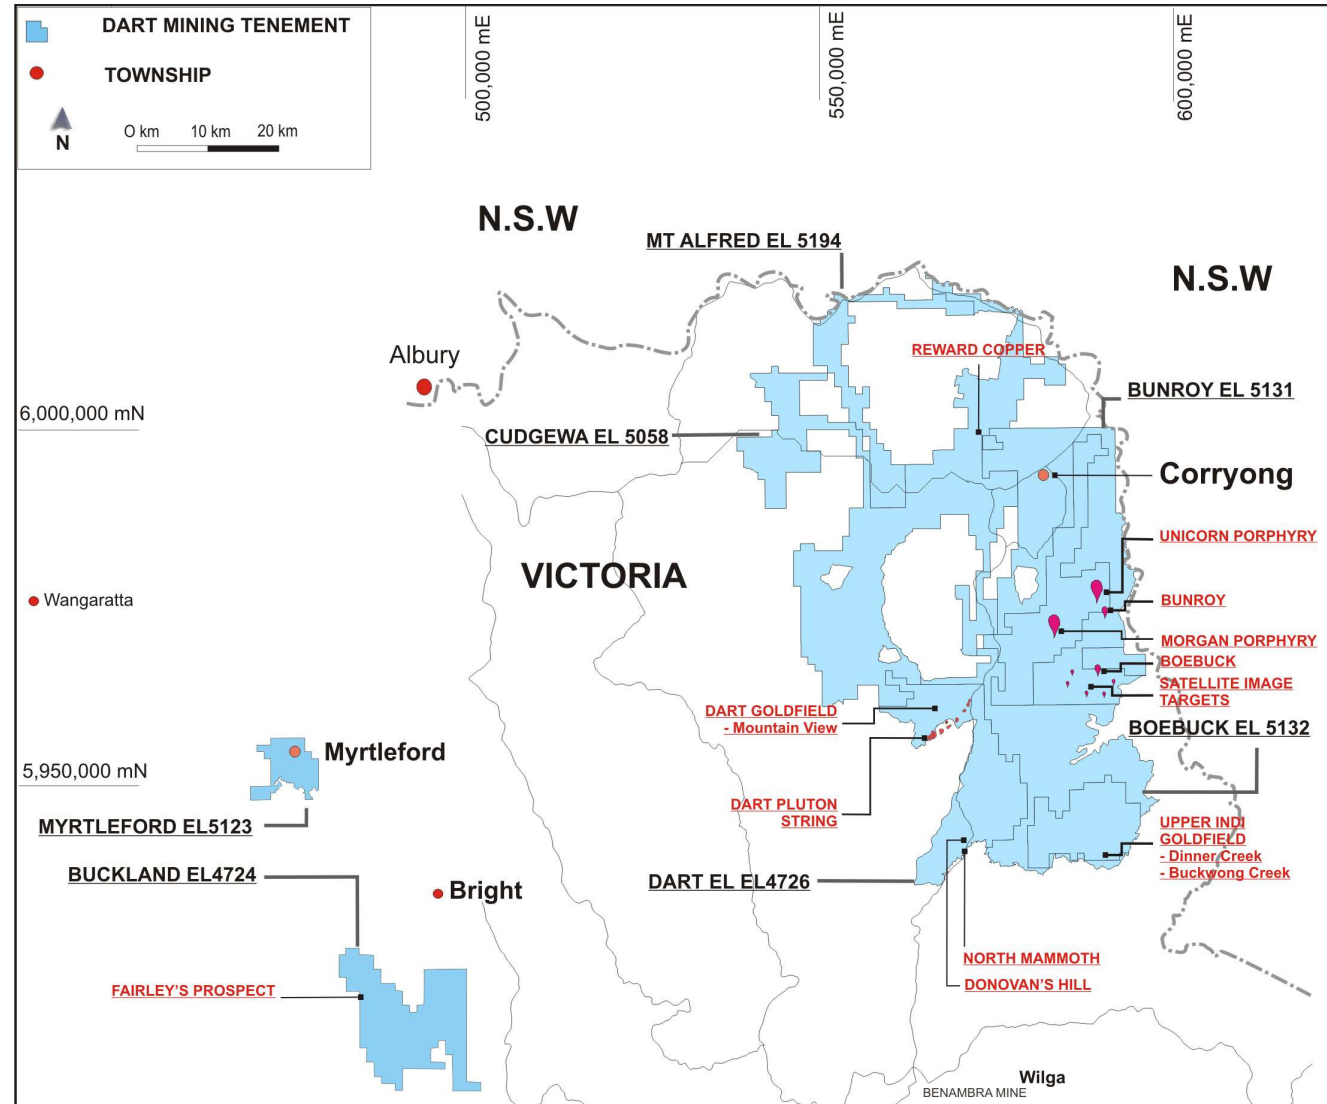 DART MINING TENEMENT
TOWNSHIP
N
O km 10 km 20 km
500,000 mE
550,000 mE
600,000 mE
N.S.W
MT ALFRED EL 5194
N.S.W
REWARD COPPER
Albury
BUNROY EL 5131
6,000,000 mN
CUDGEWA EL 5058
Corryong
UNICORN PORPHYRY
VICTORIA
Wangaratta
BUNROY
MORGAN PORPHYRY
BOEBUCK
SATELLITE IMAGE
TARGETS
DART GOLDFIELD
- Mountain View
BOEBUCK EL 5132
Myrtleford
5,950,000 mN
DART PLUTON
STRING
MYRTLEFORD EL5123
UPPER INDI
GOLDFIELD
- Dinner Creek
- Buckwong Creek
BUCKLAND EL4724
DART EL EL4726
Bright
NORTH MAMMOTH
DONOVAN'S HILL
FAIRLEY'S PROSPECT
Wilga
BENAMBRA MINE